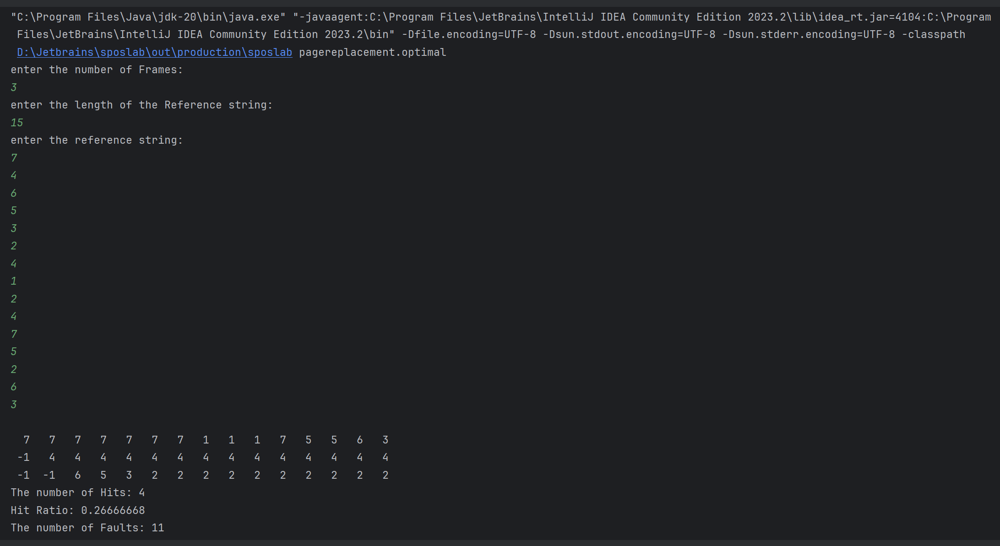 "C:\Program Files\Java\jdk-20\bin\java.exe" "-javaagent:C:\Program Files\JetBrains\IntelliJ IDEA Community Edition 2023.2\lib\idea_rt.jar=4104:C:\Program
Files\JetBrains\IntelliJ IDEA Community Edition 2023.2\bin" -Dfile.encoding=UTF-8 -Dsun.stdout.encoding=UTF-8 -Dsun.stderr.encoding=UTF-8 -classpath
D:\Jetbrains\sposlab\out\production\sposlab pagereplacement.optimal
enter the number of Frames:
3
enter the length of the Reference string:
15
enter the reference string:
7
4
6
5
3
2
4
1
2
4
7
5
2
6
3
7 7 7 7 7 7 7 1 1 1 7 5 5 6 3
-1 4 4 4 4 4 4 4 4 4 4 4 4 4 4
-1 -1 6 5 3 2 2 2 2 2 2 2 2 2 2
The number of Hits: 4
Hit Ratio: 0.26666668
The number of Faults: 11